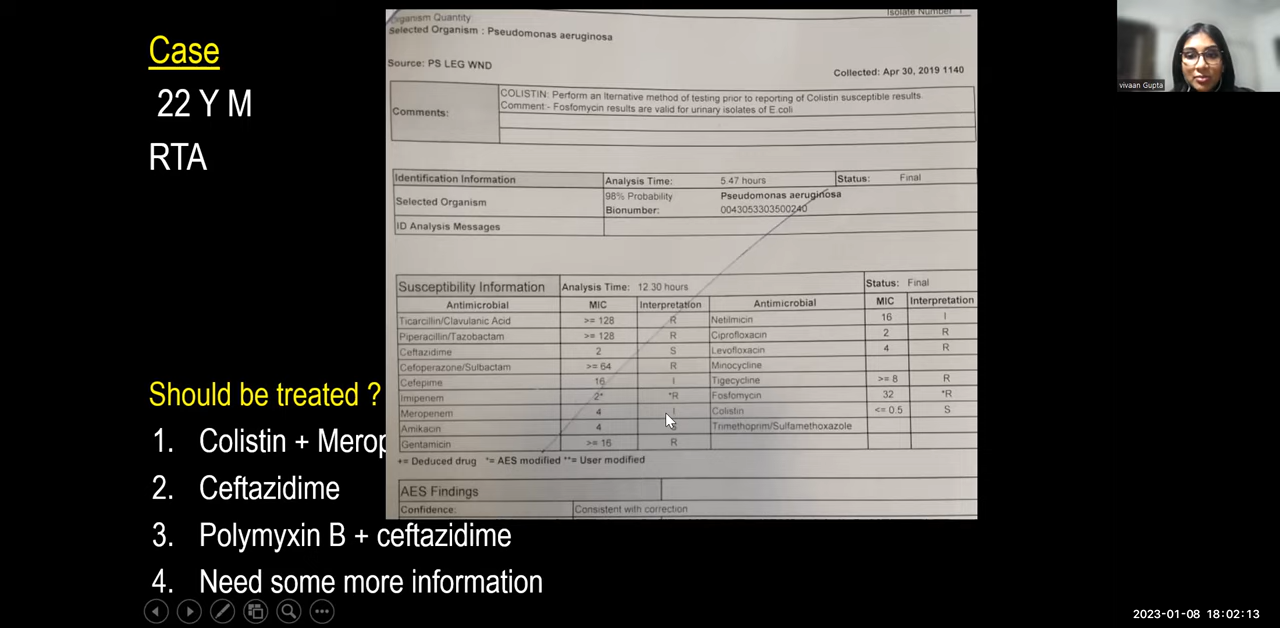 Case
22 Y M
RTA
Should be treated ?
1. Colistin + Merop
2. Ceftazidime
3. Polymyxin B + ceftazidime
4. Need some more information
Organism Quantity
Isolate Number: 1
Selected Organism : Pseudomonas aeruginosa
Source: PS LEG WND
Collected: Apr 30, 2019 1140
Comments:
COLISTIN: Perform an lternative method of testing prior to reporting of Colistin susceptible results
Comment - Fosfomycin results are valid for urinary isolates of E.coli
Identification Information Analysis Time: 5.47 hours Status: Final
Selected Organism
98% Probability Pseudomonas aeruginosa
Bionumber: 0043053303500240
ID Analysis Messages
Susceptibility Information Analysis Time: 12.30 hours Status: Final
Antimicrobial MIC Interpretation Antimicrobial MIC Interpretation
Ticarcillin/Clavulanic Acid >= 128 R Netilmicin 16 I
Piperacillin/Tazobactam >= 128 R Ciprofloxacin 2 R
Ceftazidime 2 S Levofloxacin 4 R
Cefoperazone/Sulbactam >= 64 R Minocycline
Cefepime 16 I Tigecycline >= 8 R
Imipenem 2* *R Fosfomycin 32 *R
Meropenem 4 I Colistin <= 0.5 S
Amikacin 4 Trimethoprim/Sulfamethoxazole
Gentamicin >= 16 R
+= Deduced drug *= AES modified **= User modified
AES Findings
Confidence: Consistent with correction
vivaan Gupta
2023-01-08 18:02:13